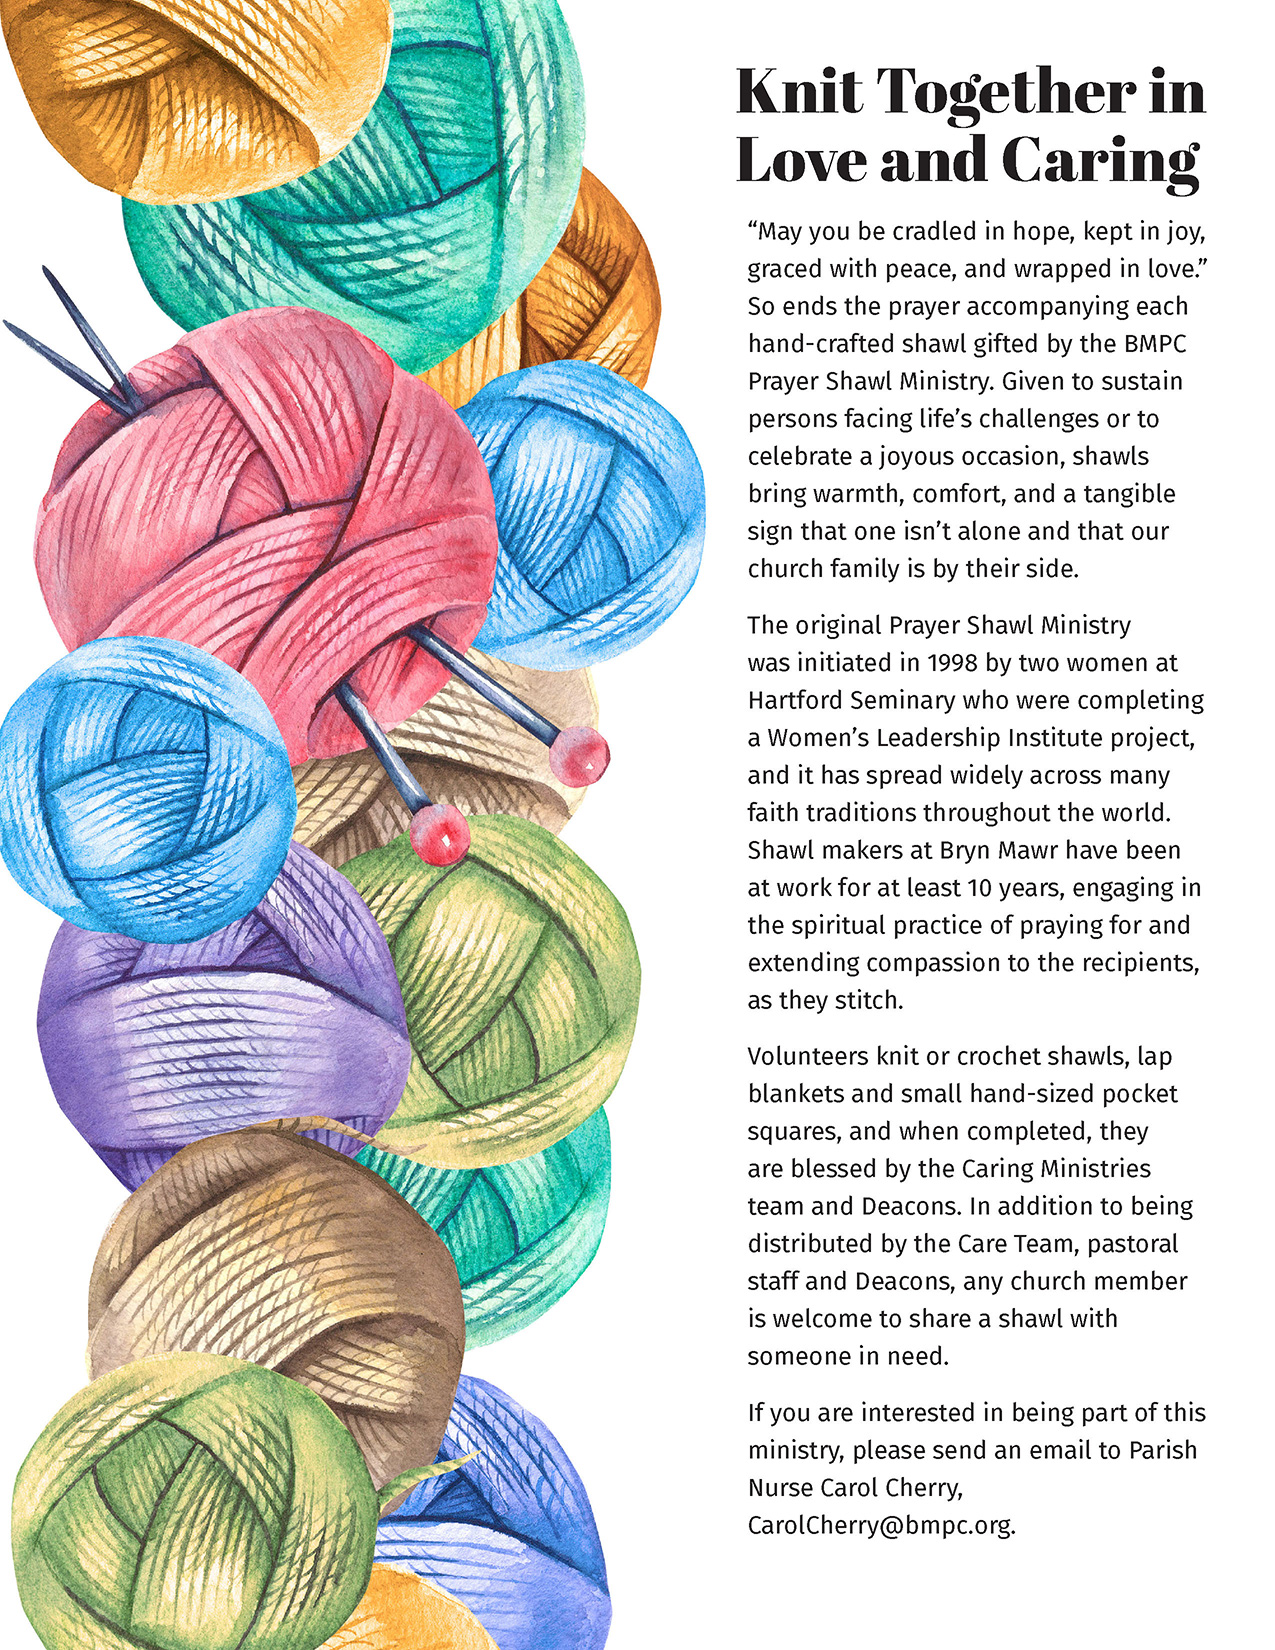 Knit Together in
Love and Caring
“May you be cradled in hope, kept in joy,
graced with peace, and wrapped in love.”
So ends the prayer accompanying each
hand-crafted shawl gifted by the BMPC
Prayer Shawl Ministry. Given to sustain
persons facing life’s challenges or to
celebrate a joyous occasion, shawls
bring warmth, comfort, and a tangible
sign that one isn’t alone and that our
church family is by their side.
The original Prayer Shawl Ministry
was initiated in 1998 by two women at
Hartford Seminary who were completing
a Women’s Leadership Institute project,
and it has spread widely across many
faith traditions throughout the world.
Shawl makers at Bryn Mawr have been
at work for at least 10 years, engaging in
the spiritual practice of praying for and
extending compassion to the recipients,
as they stitch.
Volunteers knit or crochet shawls, lap
blankets and small hand-sized pocket
squares, and when completed, they
are blessed by the Caring Ministries
team and Deacons. In addition to being
distributed by the Care Team, pastoral
staff and Deacons, any church member
is welcome to share a shawl with
someone in need.
If you are interested in being part of this
ministry, please send an email to Parish
Nurse Carol Cherry,
CarolCherry@bmpc.org.